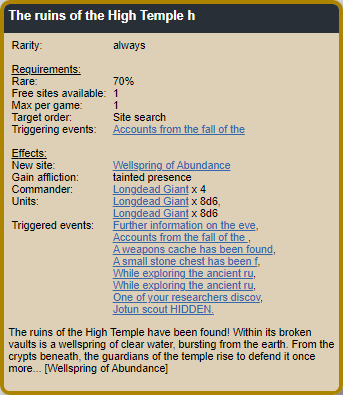 The ruins of the High Temple h
Rarity: always
Requirements:
Rare: 70%
Free sites available: 1
Max per game: 1
Target order: Site search
Triggering events: Accounts from the fall of the
Effects:
New site: Wellspring of Abundance
Gain affliction: tainted presence
Commander: Longdead Giant x 4
Units: Longdead Giant x 8d6,
Longdead Giant x 8d6
Triggered events: Further information on the eve,
Accounts from the fall of the ,
A weapons cache has been found,
A small stone chest has been f,
While exploring the ancient ru,
While exploring the ancient ru,
One of your researchers discov,
Jotun scout HIDDEN.
The ruins of the High Temple have been found! Within its broken
vaults is a wellspring of clear water, bursting from the earth. From the
crypts beneath, the guardians of the temple rise to defend it once
more... [Wellspring of Abundance]